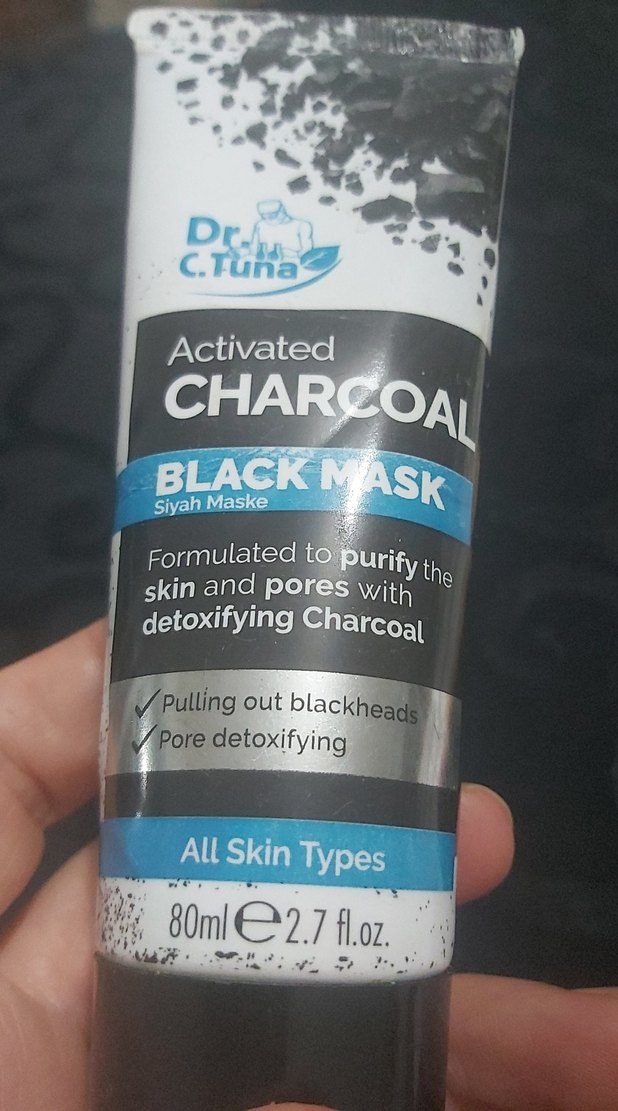 Dr.
C.Tuna
Activated
CHARCOAL
BLACK MASK
Siyah Maske
Formulated to purify the
skin and pores with
detoxifying Charcoal
✓Pulling out blackheads
✓Pore detoxifying
All Skin Types
80ml℮2.7 fl.oz.